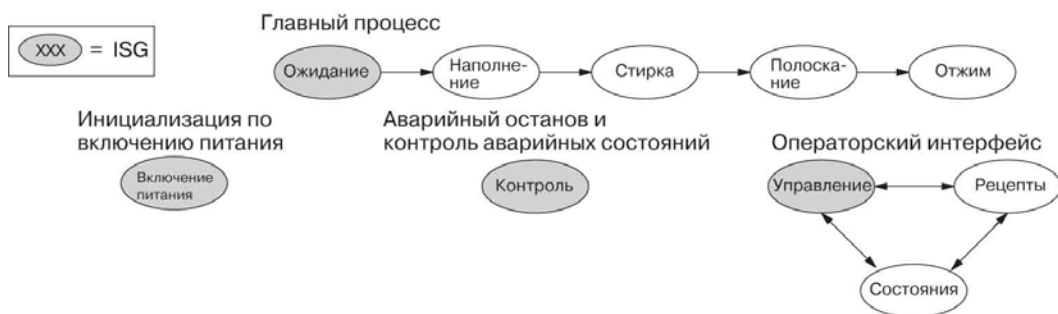 XXX = ISG
Главный процесс
Ожидание
Наполне-
ние
Стирка
Полоска-
ние
Отжим
Инициализация по
включению питания
Включение
питания
Аварийный останов и
контроль аварийных состояний
Контроль
Операторский интерфейс
Управление
Рецепты
Состояния